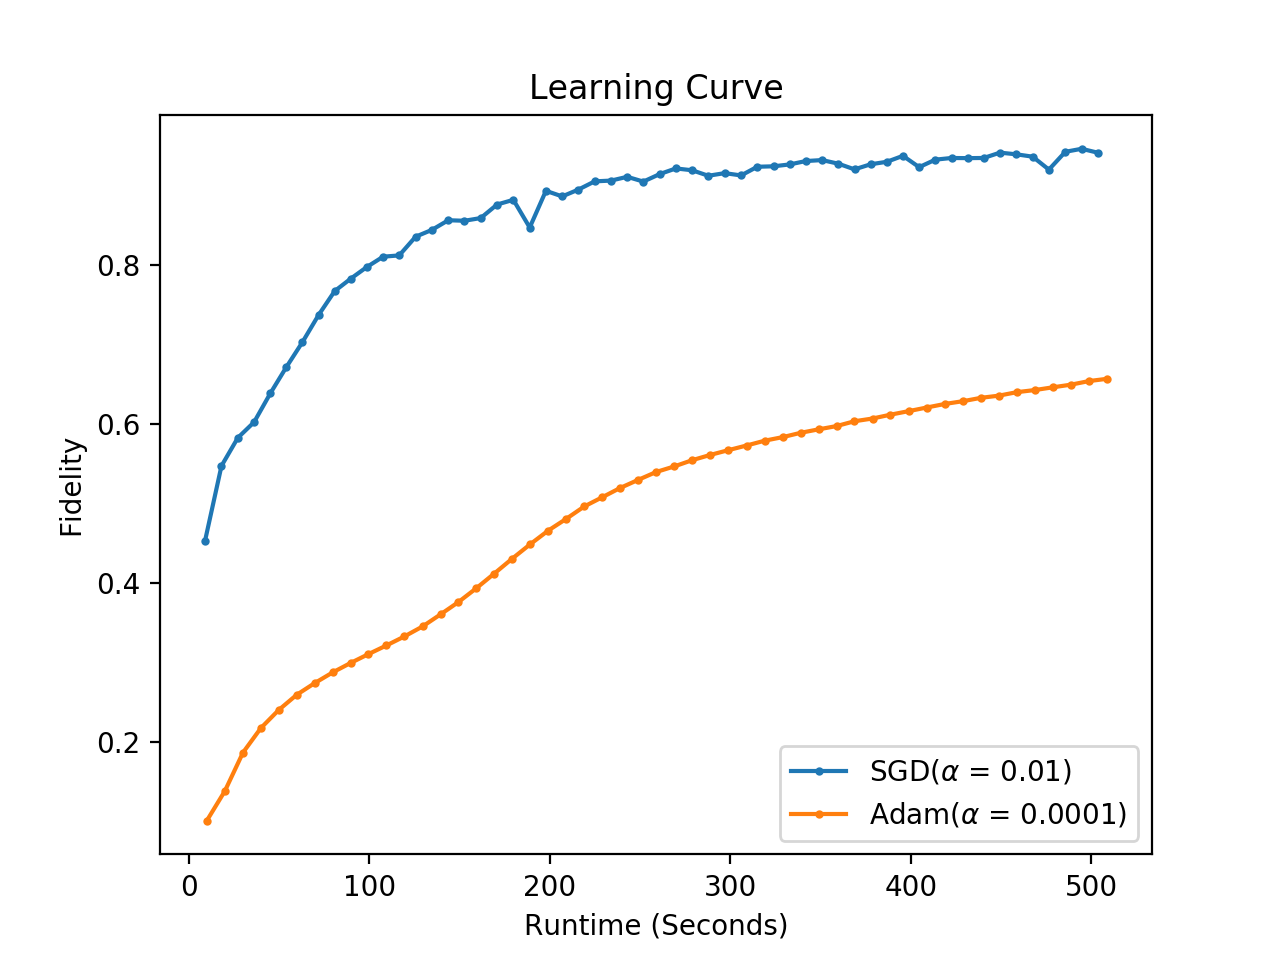 Learning Curve
Fidelity
0.8
0.6
0.4
0.2
0
100
200
300
400
500
Runtime (Seconds)
SGD(α = 0.01)
Adam(α = 0.0001)